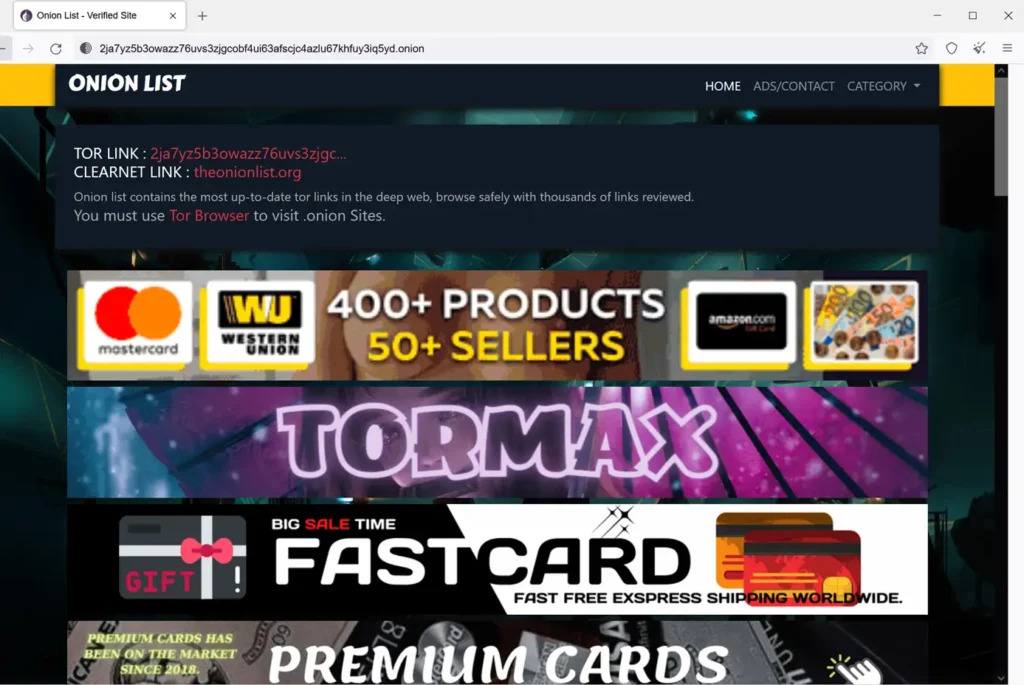 Onion List - Verified Site
2ja7yz5b3owazz76uvs3zjgcobf4ui63afscjc4azlu67khfuy3iq5yd.onion
ONION LIST
HOME ADS/CONTACT CATEGORY
TOR LINK : 2ja7yz5b3owazz76uvs3zjgc...
CLEARNET LINK : theonionlist.org
Onion list contains the most up-to-date tor links in the deep web, browse safely with thousands of links reviewed.
You must use Tor Browser to visit .onion Sites.
mastercard
WU
WESTERN
UNION
400+ PRODUCTS
50+ SELLERS
amazon.com
Gift Card
TORMAX
GIFT !
BIG SALE TIME
FASTCARD
FAST FREE EXSPRESS SHIPPING WORLDWIDE.
PREMIUM CARDS HAS
BEEN ON THE MARKET
SINCE 2018.
PREMIUM CARDS